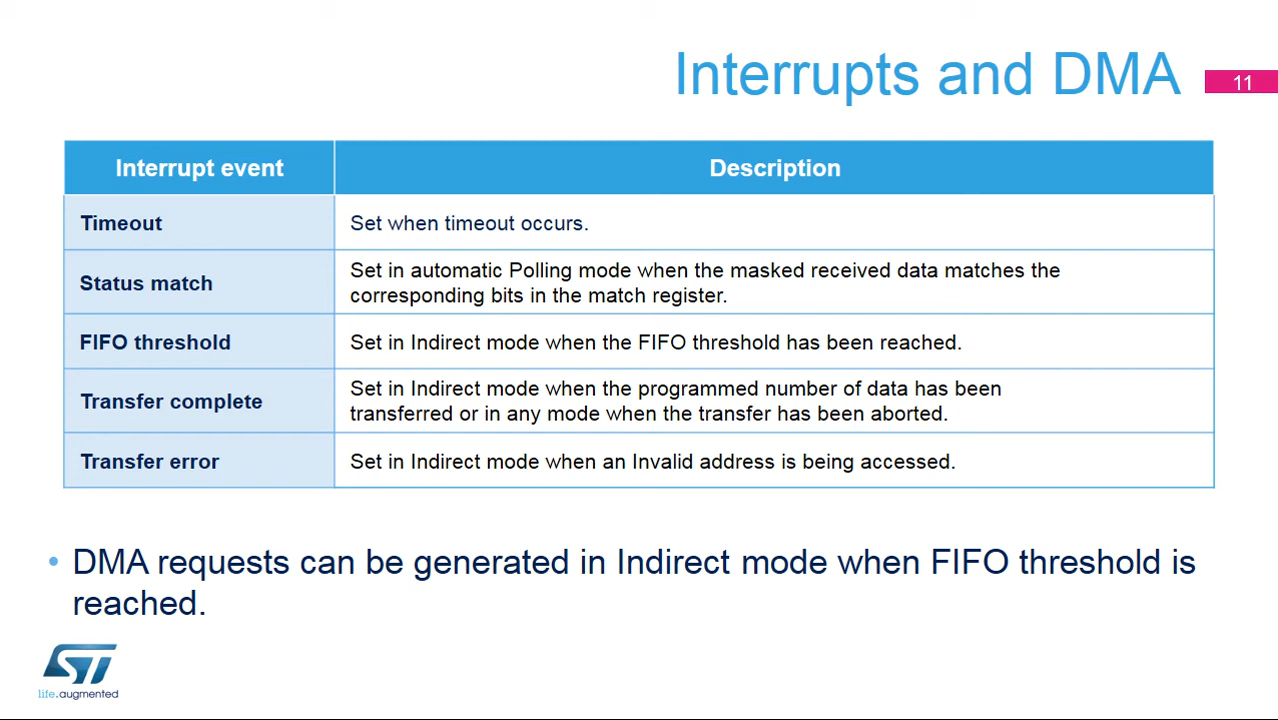 Interrupts and DMA
11
Interrupt event
Description
Timeout
Set when timeout occurs.
Status match
Set in automatic Polling mode when the masked received data matches the
corresponding bits in the match register.
FIFO threshold
Set in Indirect mode when the FIFO threshold has been reached.
Transfer complete
Set in Indirect mode when the programmed number of data has been
transferred or in any mode when the transfer has been aborted.
Transfer error
Set in Indirect mode when an Invalid address is being accessed.
• DMA requests can be generated in Indirect mode when FIFO threshold is
reached.
ST
life.augmented